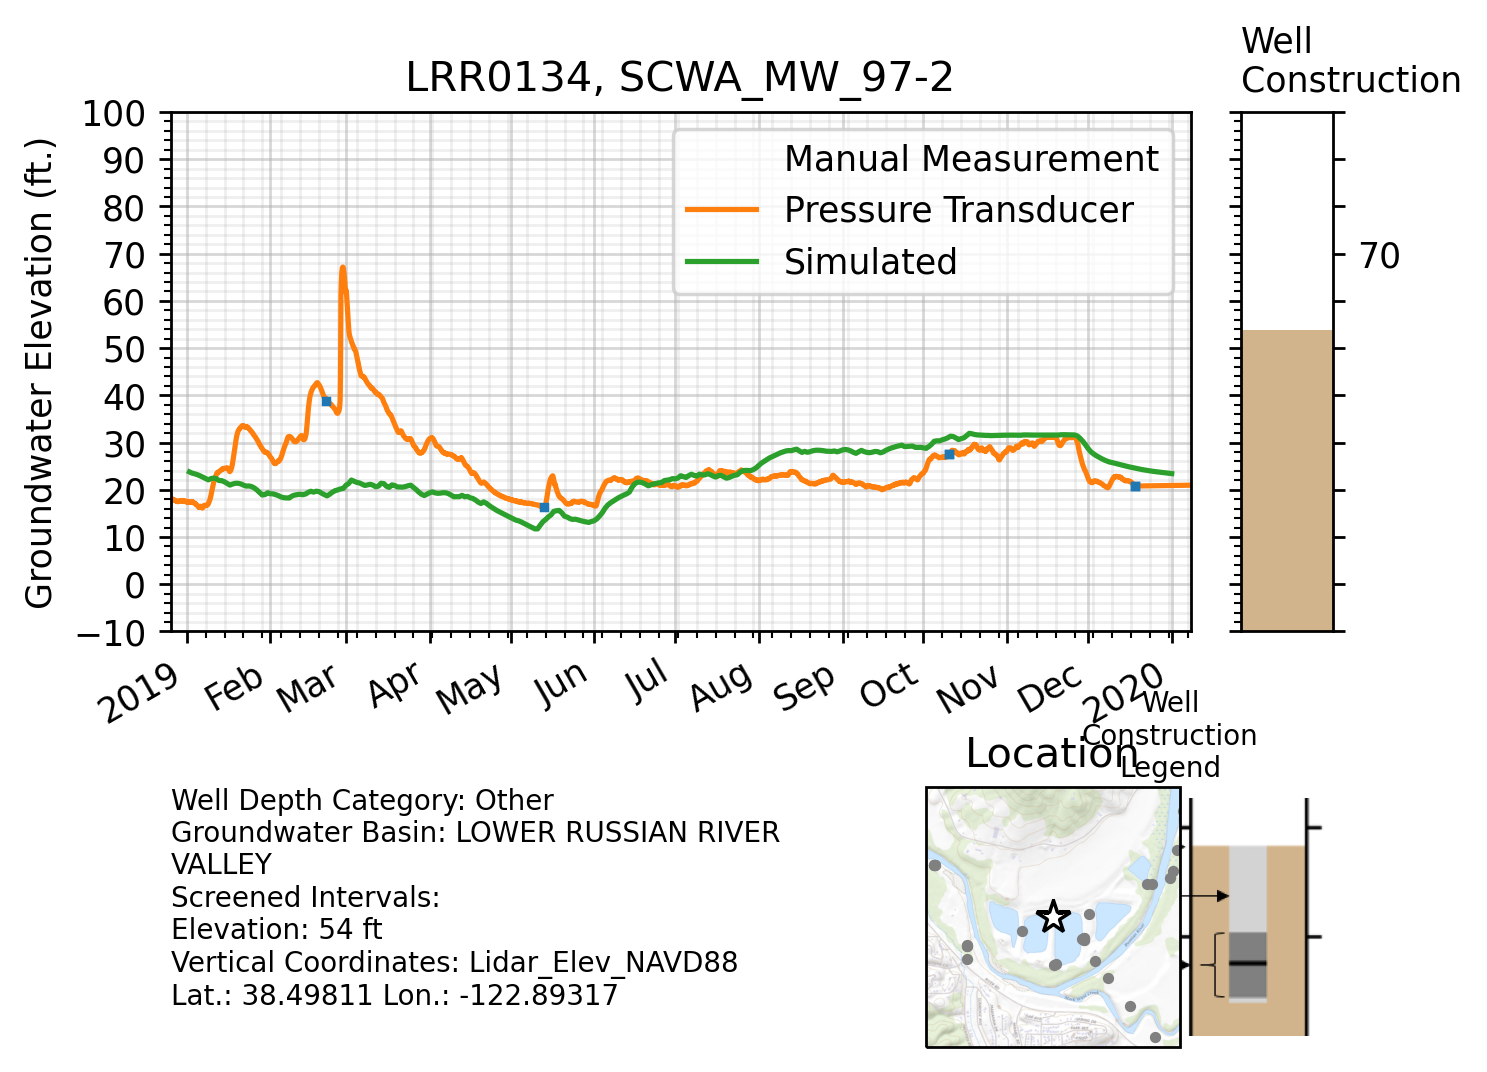 Well
Construction
LRR0134, SCWA_MW_97-2
Groundwater Elevation (ft.)
100
90
80
70
60
50
40
30
20
10
0
−10
Manual Measurement
Pressure Transducer
Simulated
70
2019
Feb
Mar
Apr
May
Jun
Jul
Aug
Sep
Oct
Nov
Dec
2020
Well
Construction
Legend
Location
Well Depth Category: Other
Groundwater Basin: LOWER RUSSIAN RIVER
VALLEY
Screened Intervals:
Elevation: 54 ft
Vertical Coordinates: Lidar_Elev_NAVD88
Lat.: 38.49811 Lon.: -122.89317